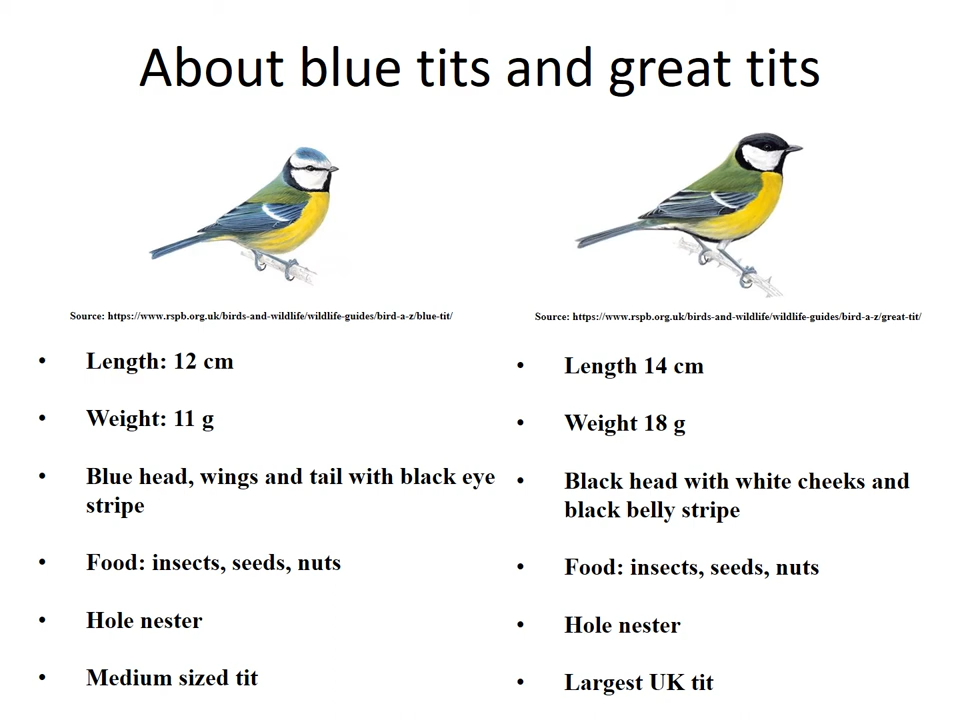 About blue tits and great tits
Source: https://www.rspb.org.uk/birds-and-wildlife/wildlife-guides/bird-a-z/blue-tit/
• Length: 12 cm
• Weight: 11 g
• Blue head, wings and tail with black eye
stripe
• Food: insects, seeds, nuts
• Hole nester
• Medium sized tit
Source: https://www.rspb.org.uk/birds-and-wildlife/wildlife-guides/bird-a-z/great-tit/
• Length 14 cm
• Weight 18 g
• Black head with white cheeks and
black belly stripe
• Food: insects, seeds, nuts
• Hole nester
• Largest UK tit